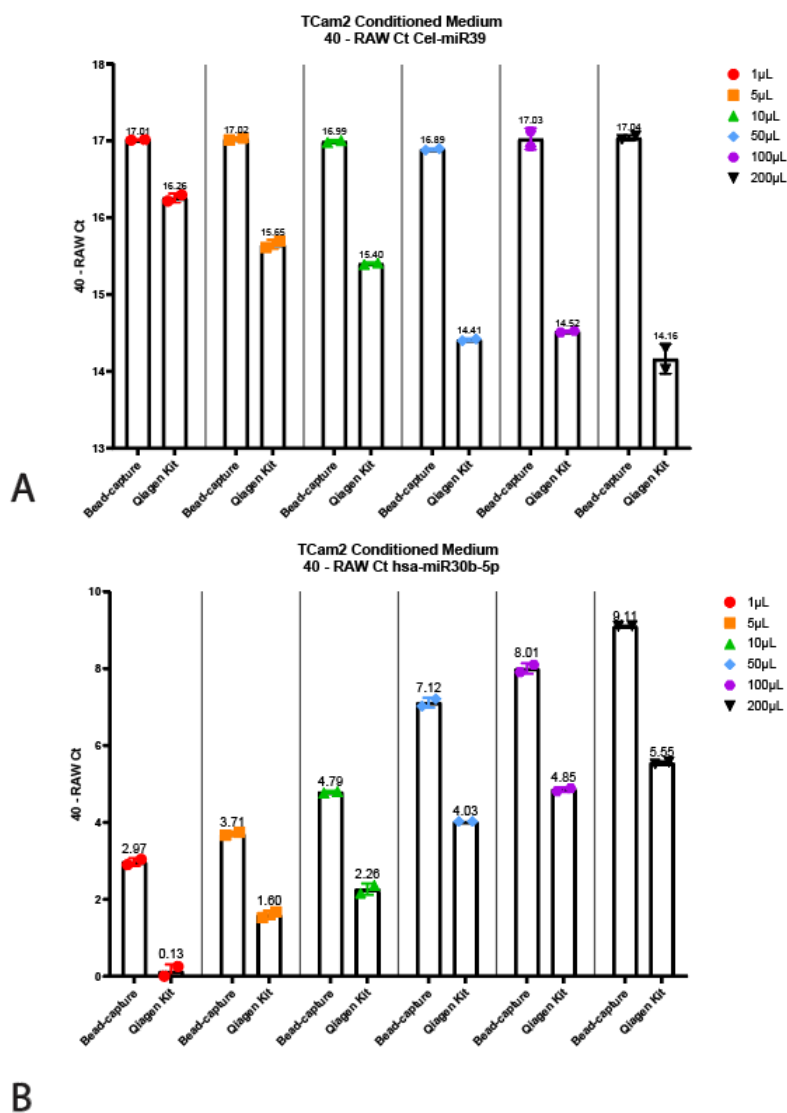 TCam2 Conditioned Medium
40 - RAW Ct Cel-miR39
18
17
16
15
14
13
40 - RAW Ct
17.01
16.26
17.02
15.65
16.99
15.40
16.89
14.41
17.03
14.52
17.04
14.16
1µL
5µL
10µL
50µL
100µL
200µL
Bead-capture
Qiagen Kit
Bead-capture
Qiagen Kit
Bead-capture
Qiagen Kit
Bead-capture
Qiagen Kit
Bead-capture
Qiagen Kit
Bead-capture
Qiagen Kit
A
TCam2 Conditioned Medium
40 - RAW Ct hsa-miR30b-5p
10
8
6
4
2
0
40 - RAW Ct
2.97
0.13
3.71
1.60
4.79
2.26
7.12
4.03
8.01
4.85
9.11
5.55
1µL
5µL
10µL
50µL
100µL
200µL
Bead-capture
Qiagen Kit
Bead-capture
Qiagen Kit
Bead-capture
Qiagen Kit
Bead-capture
Qiagen Kit
Bead-capture
Qiagen Kit
Bead-capture
Qiagen Kit
B